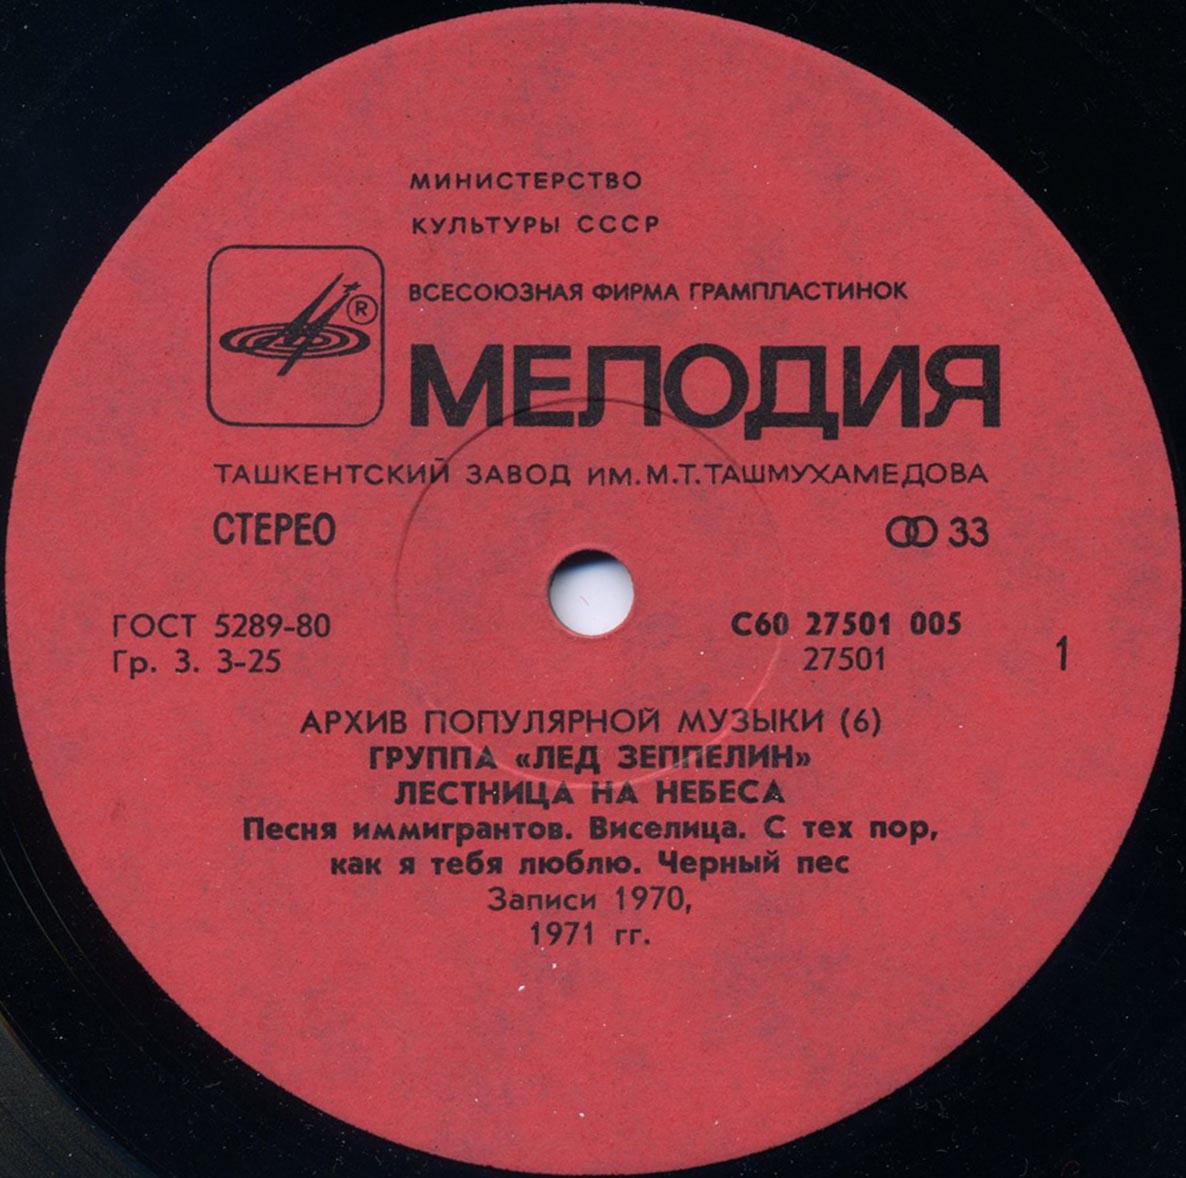 МИНИСТЕРСТВО
КУЛЬТУРЫ СССР
ВСЕСОЮЗНАЯ ФИРМА ГРАМПЛАСТИНОК
®
МЕЛОДИЯ
ТАШКЕНТСКИЙ ЗАВОД ИМ. М.Т.ТАШМУХАМЕДОВА
СТЕРЕО
33
ГОСТ 5289-80
Гр. 3. 3-25
С60 27501 005
27501
1
АРХИВ ПОПУЛЯРНОЙ МУЗЫКИ (6)
ГРУППА «ЛЕД ЗЕППЕЛИН»
ЛЕСТНИЦА НА НЕБЕСА
Песня иммигрантов. Виселица. С тех пор,
как я тебя люблю. Черный пес
Записи 1970,
1971 гг.